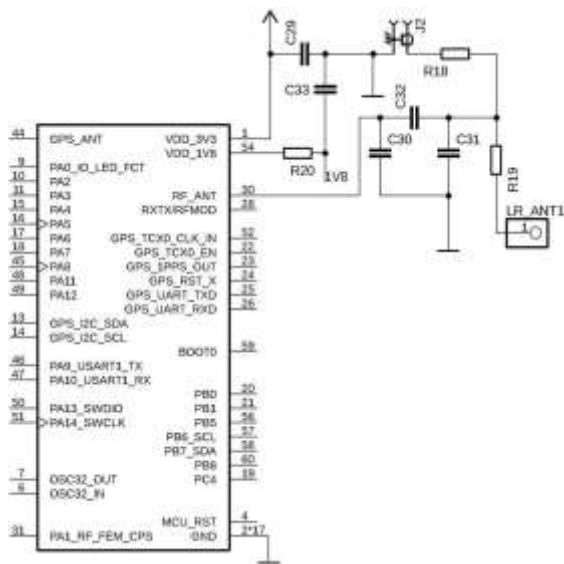 C29
J2
R18
C33
C32
44 GPS_ANT VDD_3V3 1
VDD_1V8 54
R20
1V8
C30
C31
R19
9 PA0_IO_LED_FCT
10 PA2
PA3 RF_ANT 30
15 PA4 RXTX/RFMOD 28
16 PA5
LR_ANT1
1
17 PA6 GPS_TCXO_CLK_IN 52
18 PA7 GPS_TCXO_EN 22
45 PA8 GPS_1PPS_OUT 23
48 PA11 GPS_RST_X 24
49 PA12 GPS_UART_TXD 25
GPS_UART_RXD 26
13 GPS_I2C_SDA
14 GPS_I2C_SCL
BOOT0 59
46 PA9_USART1_TX
47 PA10_USART1_RX
PB0 20
50 PA13_SWDIO PB1 21
51 PA14_SWCLK PB5 56
PB6_SCL 57
PB7_SDA 58
PB8 60
7 OSC32_OUT PC4 19
6 OSC32_IN
MCU_RST 4
31 PA1_RF_FEM_CPS GND 2*17